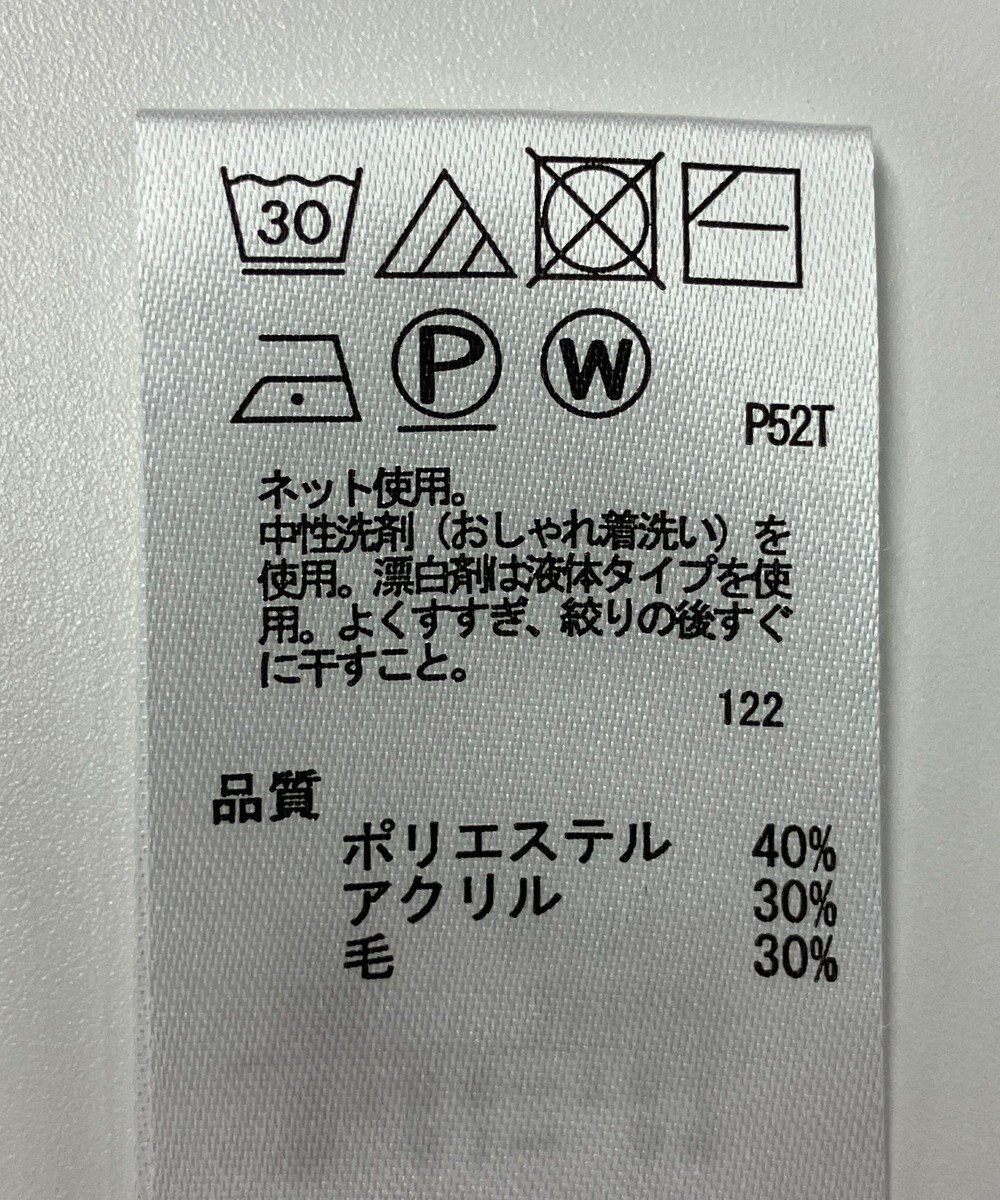 30
P W
P52T
ネット使用。
中性洗剤（おしゃれ着洗い）を
使用。漂白剤は液体タイプを使
用。よくすすぎ、絞りの後すぐ
に干すこと。
122
品質
ポリエステル 40%
アクリル 30%
毛 30%